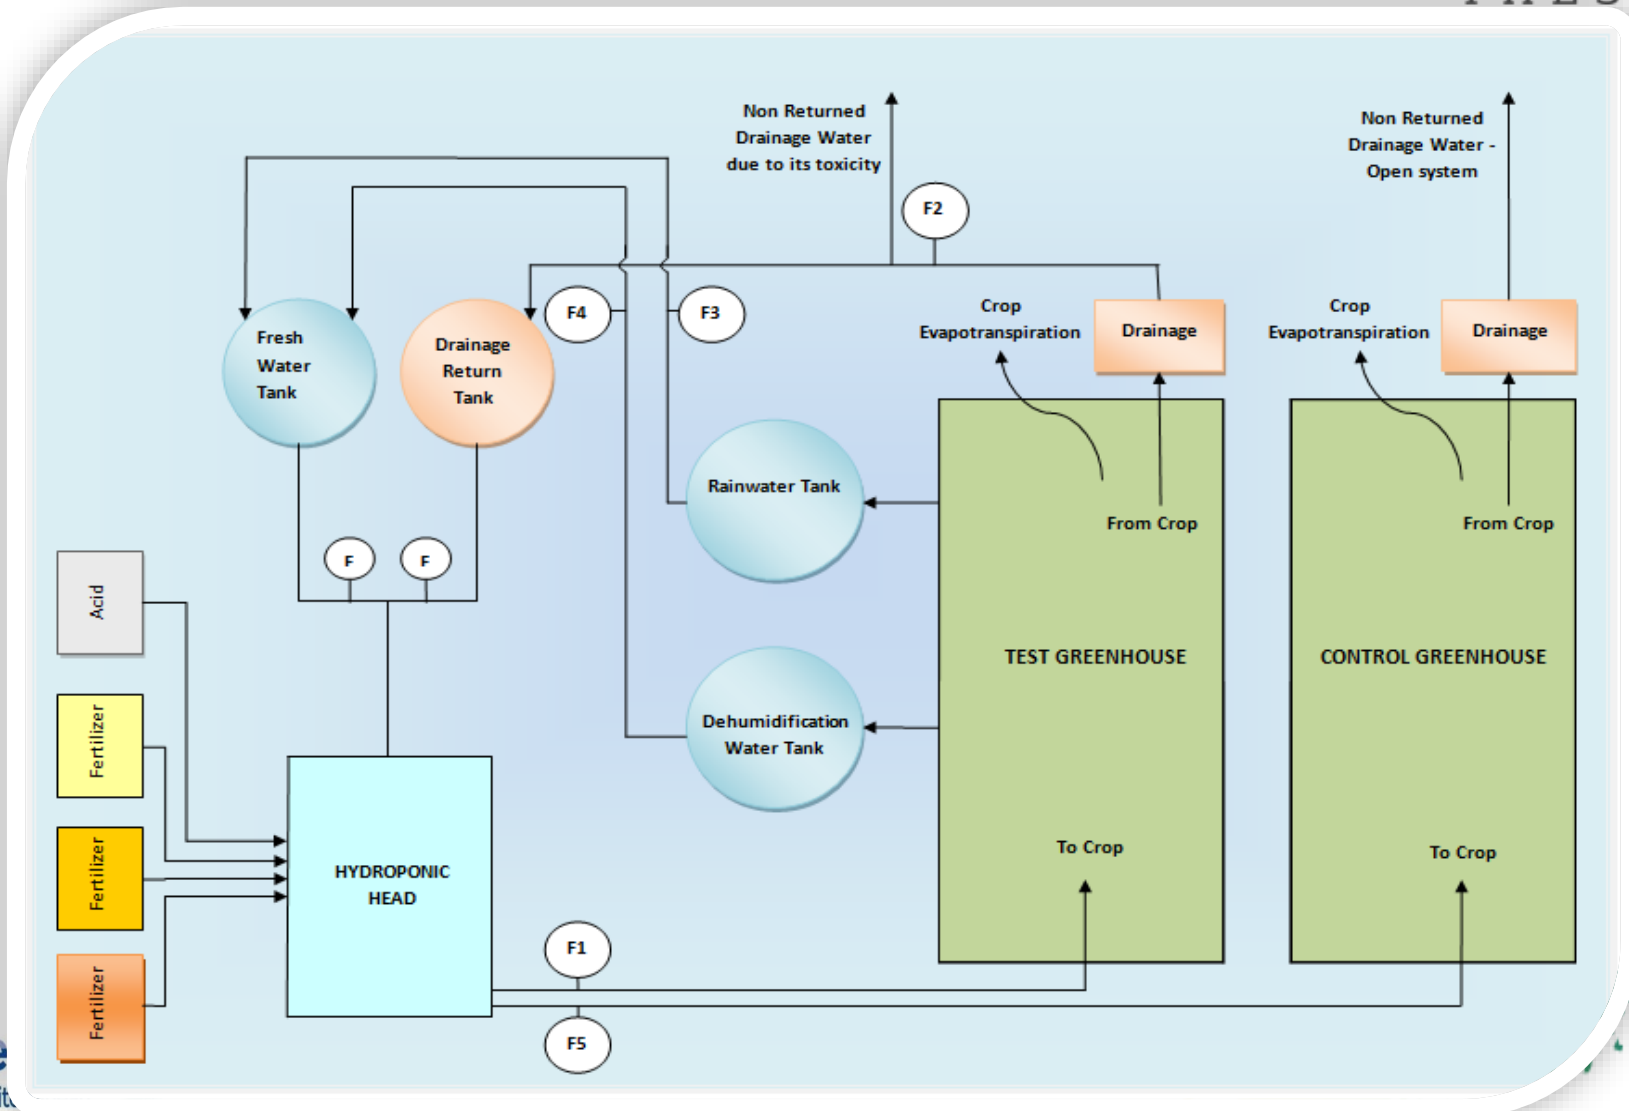 Non Returned
Drainage Water
due to its toxicity
Non Returned
Drainage Water -
Open system
F2
F4
F3
Crop
Evapotranspiration
Drainage
Crop
Evapotranspiration
Drainage
Fresh
Water
Tank
Drainage
Return
Tank
Rainwater Tank
From Crop
From Crop
F
F
Acid
TEST GREENHOUSE
CONTROL GREENHOUSE
Fertilizer
Dehumidification
Water Tank
Fertilizer
HYDROPONIC
HEAD
To Crop
To Crop
Fertilizer
F1
F5